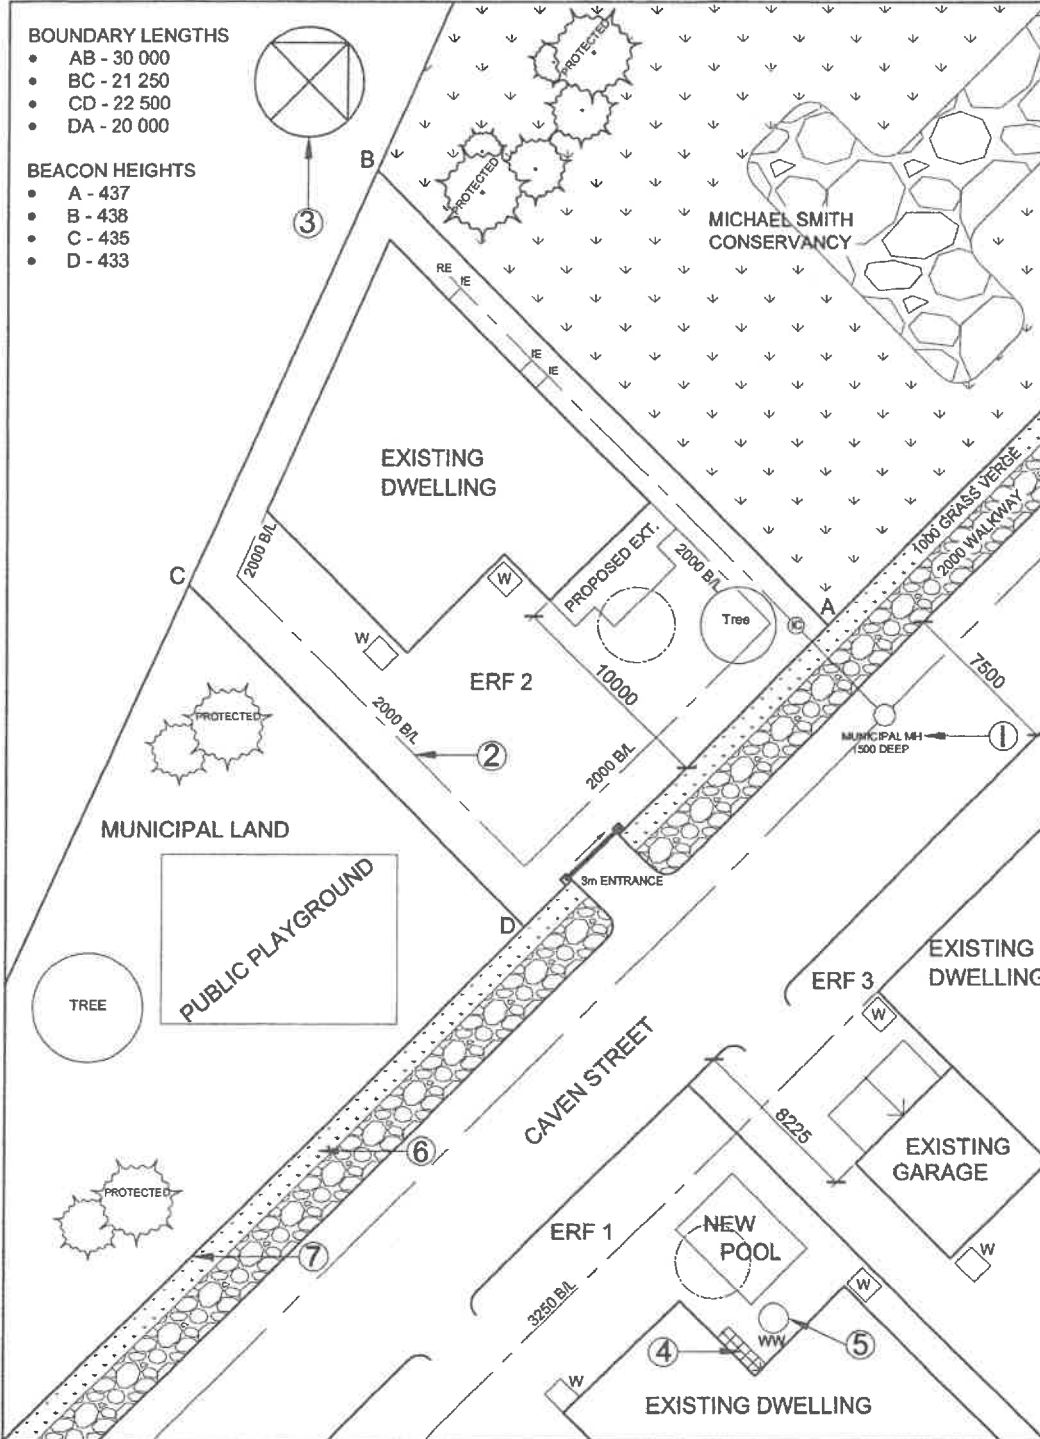 BOUNDARY LENGTHS
• AB - 30 000
• BC - 21 250
• CD - 22 500
• DA - 20 000
BEACON HEIGHTS
• A - 437
• B - 438
• C - 435
• D - 433
3
B
PROTECTED
PROTECTED
MICHAEL SMITH
CONSERVANCY
RE
IE
IE
IE
EXISTING
DWELLING
1000 GRASS VERGE
2000 WALKWAY
2000 B/L
C
W
PROPOSED EXT.
2000 B/L
Tree
IC
A
W
ERF 2
10000
7500
2000 B/L
PROTECTED
MUNICIPAL MH
1500 DEEP
1
2
2000 B/L
MUNICIPAL LAND
PUBLIC PLAYGROUND
3m ENTRANCE
D
TREE
EXISTING
DWELLING
ERF 3
W
CAVEN STREET
8225
EXISTING
GARAGE
6
PROTECTED
ERF 1
NEW
POOL
7
W
W
3250 B/L
WW
5
4
W
EXISTING DWELLING